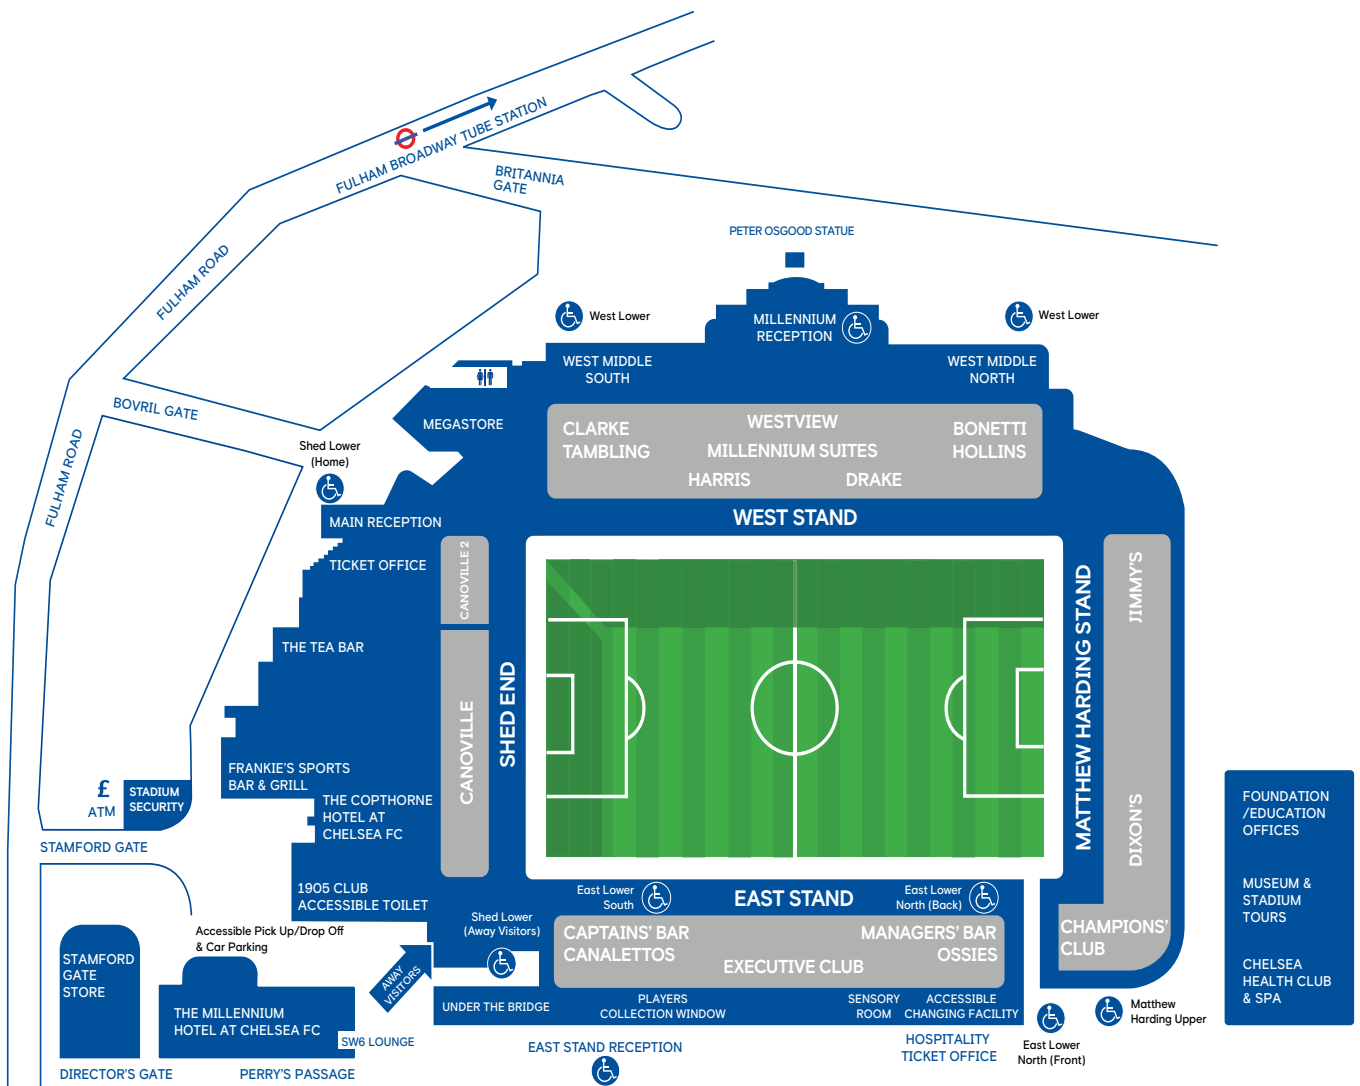 FULHAM BROADWAY TUBE STATION
BRITANNIA
GATE
FULHAM ROAD
PETER OSGOOD STATUE
West Lower
MILLENNIUM
RECEPTION
West Lower
WEST MIDDLE
SOUTH
WEST MIDDLE
NORTH
BOVRIL GATE
MEGASTORE
CLARKE
TAMBLING
WESTVIEW
MILLENNIUM SUITES
HARRIS
DRAKE
BONETTI
HOLLINS
FULHAM ROAD
Shed Lower
(Home)
MAIN RECEPTION
WEST STAND
TICKET OFFICE
CANOVILLE 2
JIMMY'S
THE TEA BAR
SHED END
CANOVILLE
MATTHEW HARDING STAND
DIXON'S
FRANKIE'S SPORTS
BAR & GRILL
£
ATM
STADIUM
SECURITY
THE COPTHORNE
HOTEL AT
CHELSEA FC
STAMFORD GATE
FOUNDATION
/EDUCATION
OFFICES
MUSEUM &
STADIUM
TOURS
CHELSEA
HEALTH CLUB
& SPA
1905 CLUB
ACCESSIBLE TOILET
East Lower
South
EAST STAND
East Lower
North (Back)
Shed Lower
(Away Visitors)
CAPTAINS' BAR
CANALETTOS
EXECUTIVE CLUB
MANAGERS' BAR
OSSIES
CHAMPIONS'
CLUB
Accessible Pick Up/Drop Off
& Car Parking
STAMFORD
GATE
STORE
AWAY
VISITORS
THE MILLENNIUM
HOTEL AT CHELSEA FC
UNDER THE BRIDGE
PLAYERS
COLLECTION WINDOW
SENSORY
ROOM
ACCESSIBLE
CHANGING FACILITY
Matthew
Harding Upper
SW6 LOUNGE
EAST STAND RECEPTION
HOSPITALITY
TICKET OFFICE
East Lower
North (Front)
DIRECTOR'S GATE
PERRY'S PASSAGE